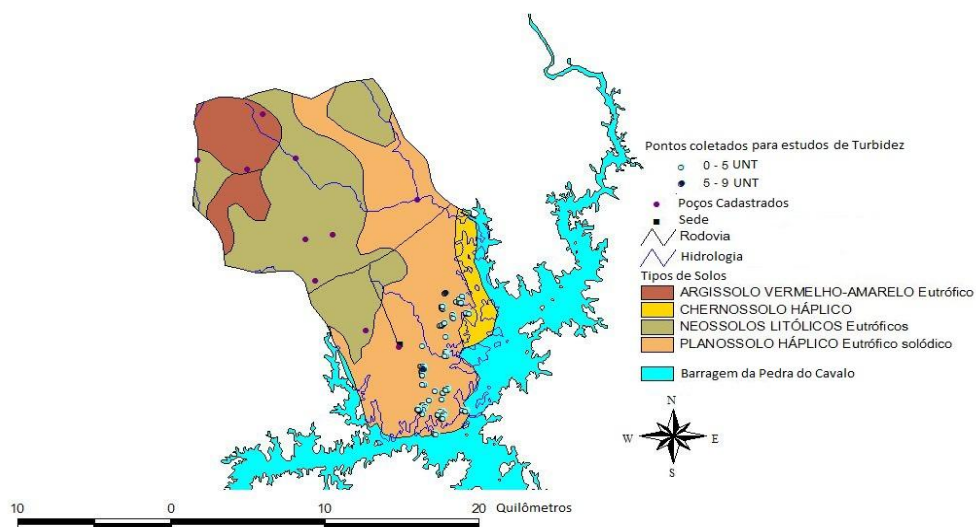 Pontos coletados para estudos de Turbidez
0 - 5 UNT
5 - 9 UNT
Poços Cadastrados
Sede
Rodovia
Hidrologia
Tipos de Solos
ARGISSOLO VERMELHO-AMARELO Eutrófico
CHERNOSSOLO HÁPLICO
NEOSSOLOS LITÓLICOS Eutróficos
PLANOSSOLO HÁPLICO Eutrófico solódico
Barragem da Pedra do Cavalo
N
W E
S
10 0 10 20 Quilômetros